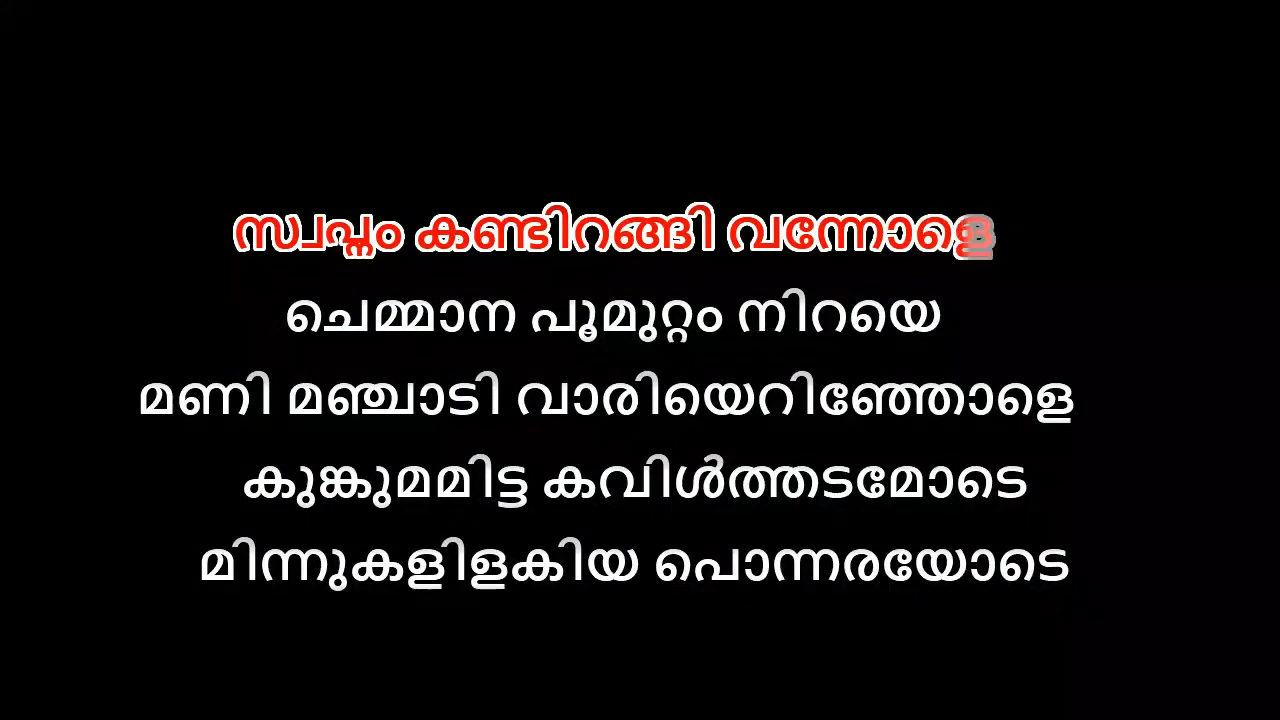 സ്വപ്നം കണ്ടിറങ്ങി വന്നോളെ
ചെമ്മാന പൂമുറ്റം നിറയെ
മണി മഞ്ചാടി വാരിയെറിഞ്ഞോളെ
കുങ്കുമമിട്ട കവിൾത്തടമോടെ
മിന്നുകളിളകിയ പൊന്നരയോടെ